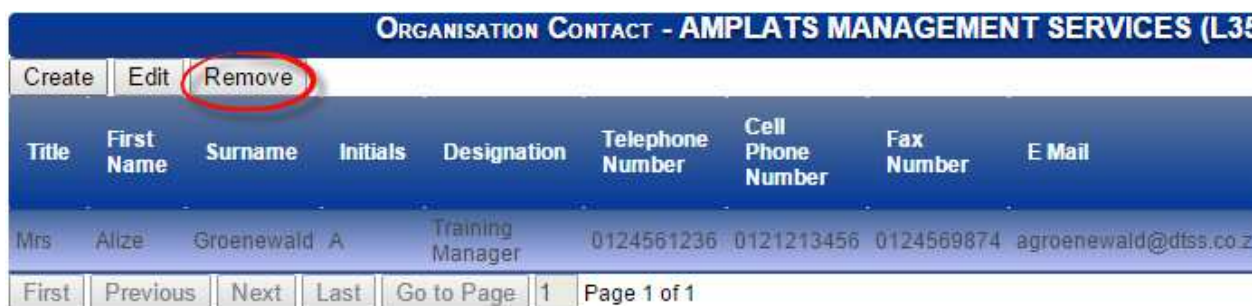 ORGANISATION CONTACT - AMPLATS MANAGEMENT SERVICES (L35
Create Edit Remove
Title First Name Surname Initials Designation Telephone Number Cell Phone Number Fax Number E Mail
Mrs Alize Groenewald A Training Manager 0124561236 0121213456 0124569874 agroenewald@dtss.co.z
First Previous Next Last Go to Page 1 Page 1 of 1